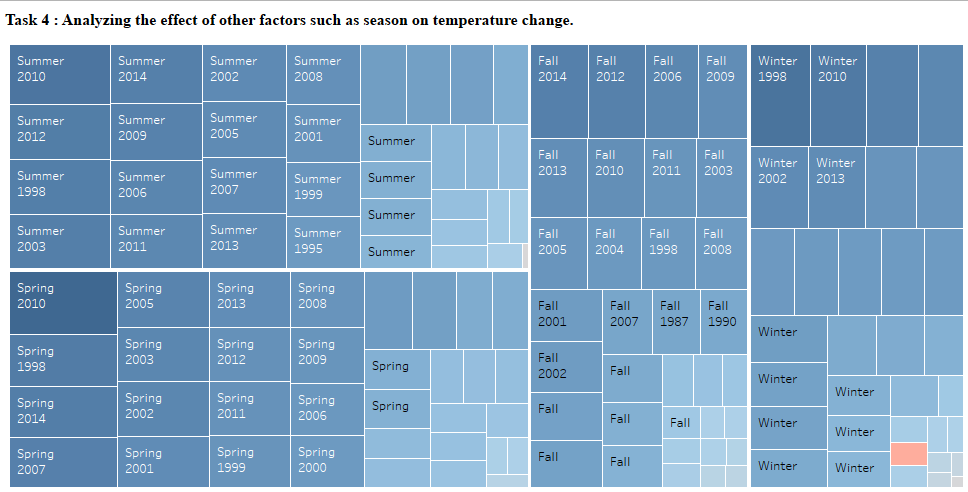 Task 4 : Analyzing the effect of other factors such as season on temperature change.
Summer
2010
Summer
2014
Summer
2002
Summer
2008
Summer
2012
Summer
2009
Summer
2005
Summer
2001
Summer
1998
Summer
2006
Summer
2007
Summer
1999
Summer
2003
Summer
2011
Summer
2013
Summer
1995
Summer
Summer
Summer
Summer
Spring
2010
Spring
2005
Spring
2013
Spring
2008
Spring
1998
Spring
2003
Spring
2012
Spring
2009
Spring
2014
Spring
2002
Spring
2011
Spring
2006
Spring
2007
Spring
2001
Spring
1999
Spring
2000
Spring
Spring
Fall
2014
Fall
2012
Fall
2006
Fall
2009
Fall
2013
Fall
2010
Fall
2011
Fall
2003
Fall
2005
Fall
2004
Fall
1998
Fall
2008
Fall
2001
Fall
2007
Fall
1987
Fall
1990
Fall
2002
Fall
Fall
Fall
Fall
Fall
Fall
Winter
1998
Winter
2010
Winter
2002
Winter
2013
Winter
Winter
Winter
Winter
Winter
Winter
Winter